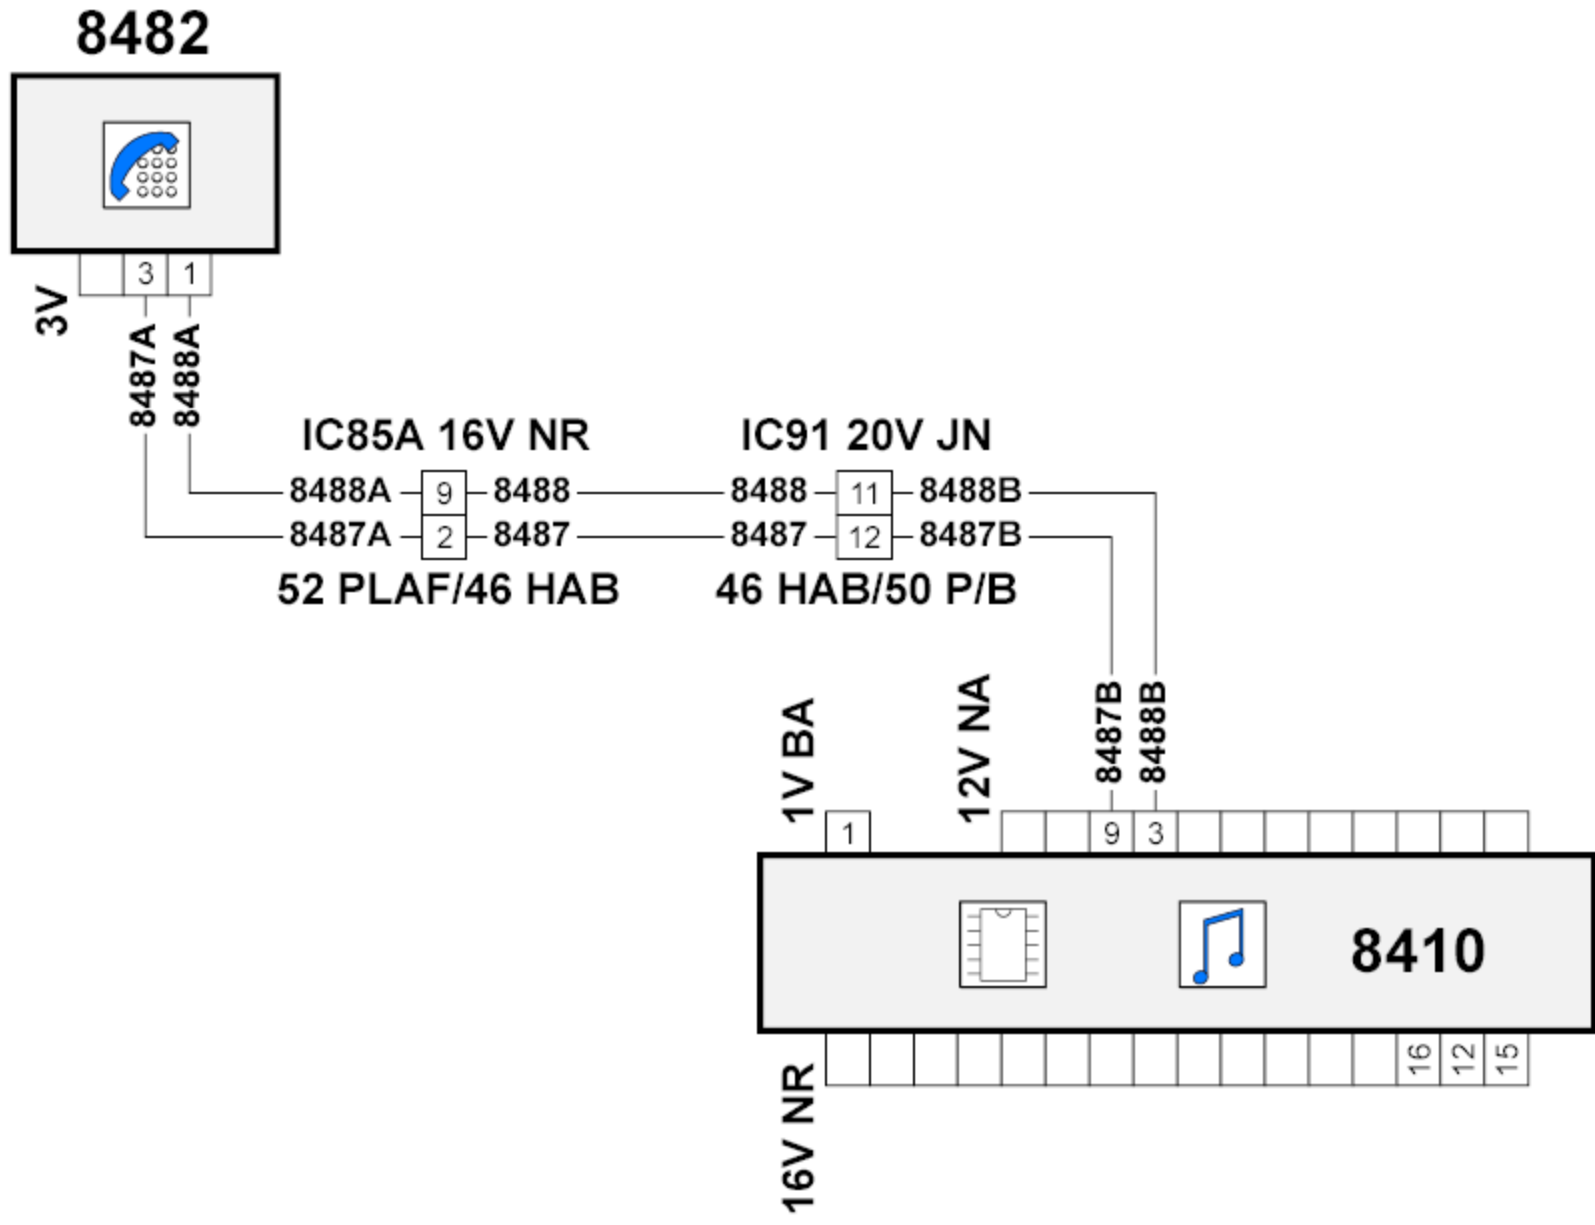 8482
3 1
3V
8487A 8488A
IC85A 16V NR
8488A 9 8488
8487A 2 8487
52 PLAF/46 HAB
IC91 20V JN
8488 11 8488B
8487 12 8487B
46 HAB/50 P/B
1V BA
12V NA
8487B 8488B
1
9 3
8410
16V NR
16 12 15